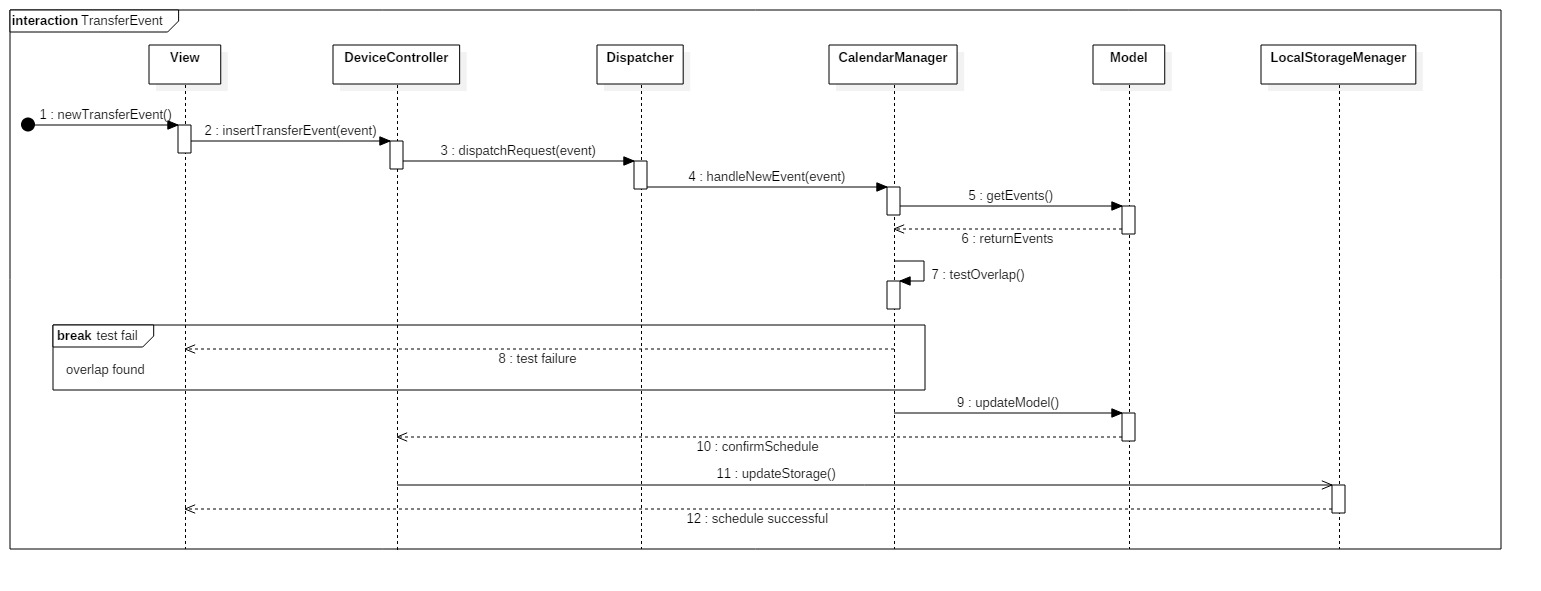 interaction TransferEvent
View
DeviceController
Dispatcher
CalendarManager
Model
LocalStorageMenager
1 : newTransferEvent()
2 : insertTransferEvent(event)
3 : dispatchRequest(event)
4 : handleNewEvent(event)
5 : getEvents()
6 : returnEvents
7 : testOverlap()
break test fail
8 : test failure
overlap found
9 : updateModel()
10 : confirmSchedule
11 : updateStorage()
12 : schedule successful